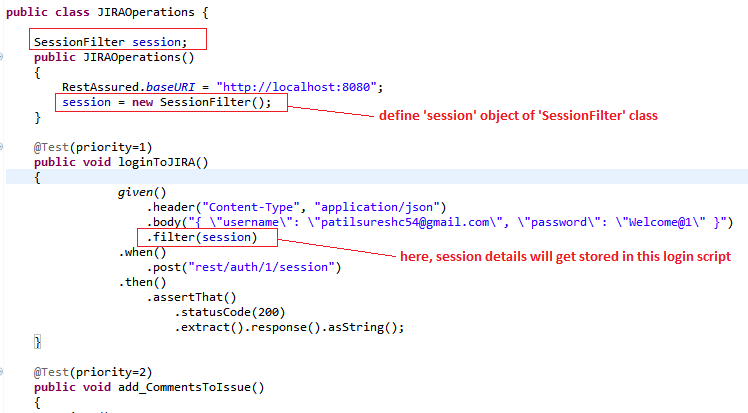 public class JIRAOperations {
SessionFilter session;
public JIRAOperations()
{
RestAssured.baseURI = "http://localhost:8080";
session = new SessionFilter();
}
define 'session' object of 'SessionFilter' class
@Test(priority=1)
public void loginToJIRA()
{
given()
.header("Content-Type", "application/json")
.body("{ \"username\": \"patilsureshc54@gmail.com\", \"password\": \"Welcome@1\" }")
.filter(session)
here, session details will get stored in this login script
.when()
.post("rest/auth/1/session")
.then()
.assertThat()
.statusCode(200)
.extract().response().asString();
}
@Test(priority=2)
public void add_CommentsToIssue()
{